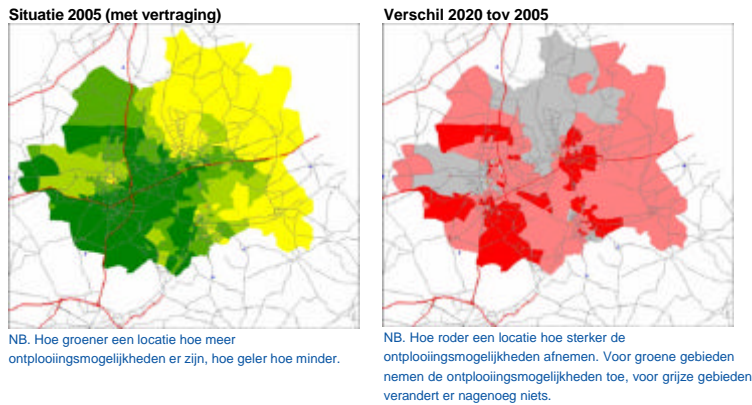 Situatie 2005 (met vertraging)
NB. Hoe groener een locatie hoe meer
ontplooiingsmogelijkheden er zijn, hoe geler hoe minder.
Verschil 2020 tov 2005
NB. Hoe roder een locatie hoe sterker de
ontplooiingsmogelijkheden afnemen. Voor groene gebieden
nemen de ontplooiingsmogelijkheden toe, voor grijze gebieden
verandert er nagenoeg niets.